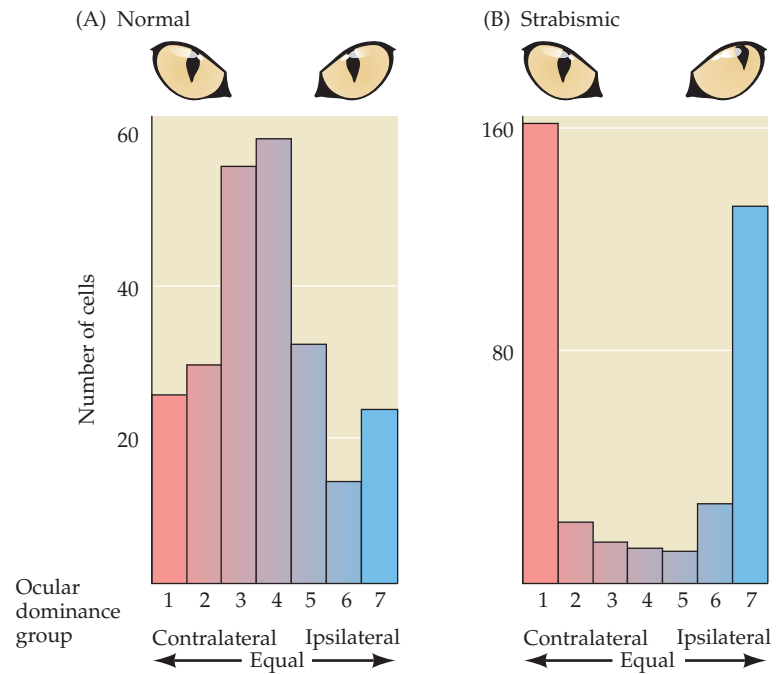 (A) Normal
60
40
20
Number of cells
Ocular
dominance
group
1 2 3 4 5 6 7
Contralateral Ipsilateral
Equal
(B) Strabismic
160
80
1 2 3 4 5 6 7
Contralateral Ipsilateral
Equal